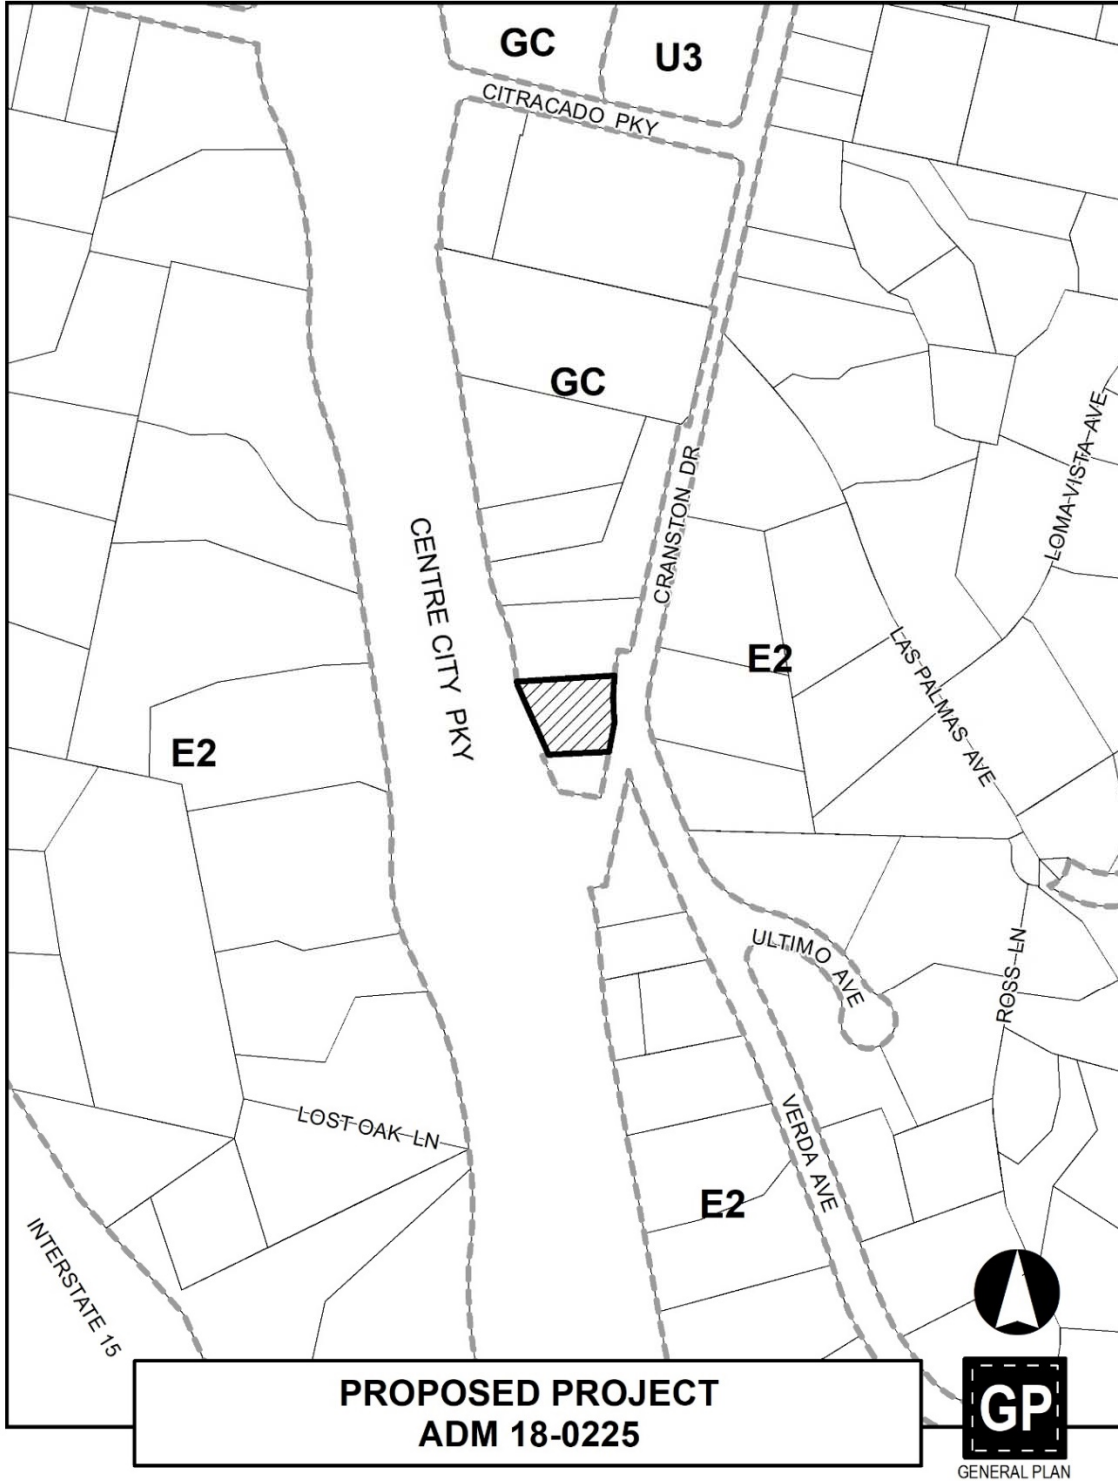 GC
U3
CITRACADO PKY
GC
CRANSTON DR
LOMA VISTA AVE
CENTRE CITY PKY
E2
LAS PALMAS AVE
E2
ULTIMO AVE
ROSS LN
LOST OAK LN
VERDA AVE
E2
INTERSTATE 15
PROPOSED PROJECT
ADM 18-0225
GP
GENERAL PLAN